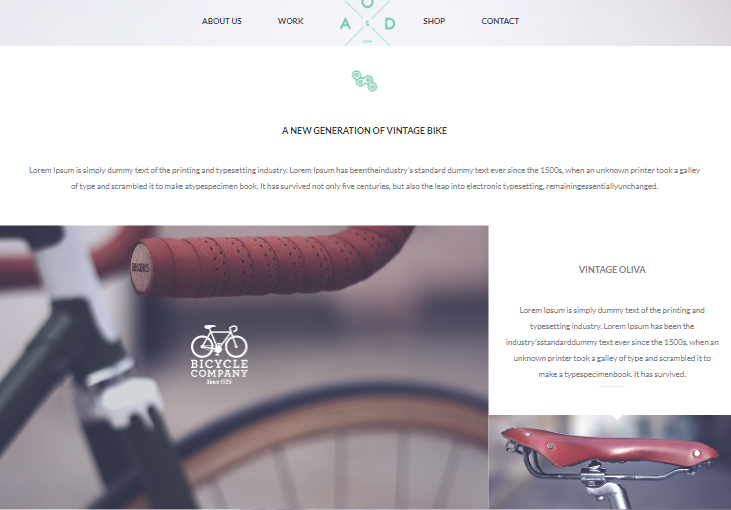 ABOUT US WORK SHOP CONTACT
O
A & D
A NEW GENERATION OF VINTAGE BIKE
Lorem Ipsum is simply dummy text of the printing and typesetting industry. Lorem Ipsum has beentheindustry's standard dummy text ever since the 1500s, when an unknown printer took a galley
of type and scrambled it to make atypespecimen book. It has survived not only five centuries, but also the leap into electronic typesetting, remainingessentiallyunchanged.
BROOKS
BICYCLE
COMPANY
Since 1920
VINTAGE OLIVA
Lorem Ipsum is simply dummy text of the printing and
typesetting industry. Lorem Ipsum has been the
industry'sstandarddummy text ever since the 1500s, when an
unknown printer took a galley of type and scrambled it to
make a typespecimenbook. It has survived.